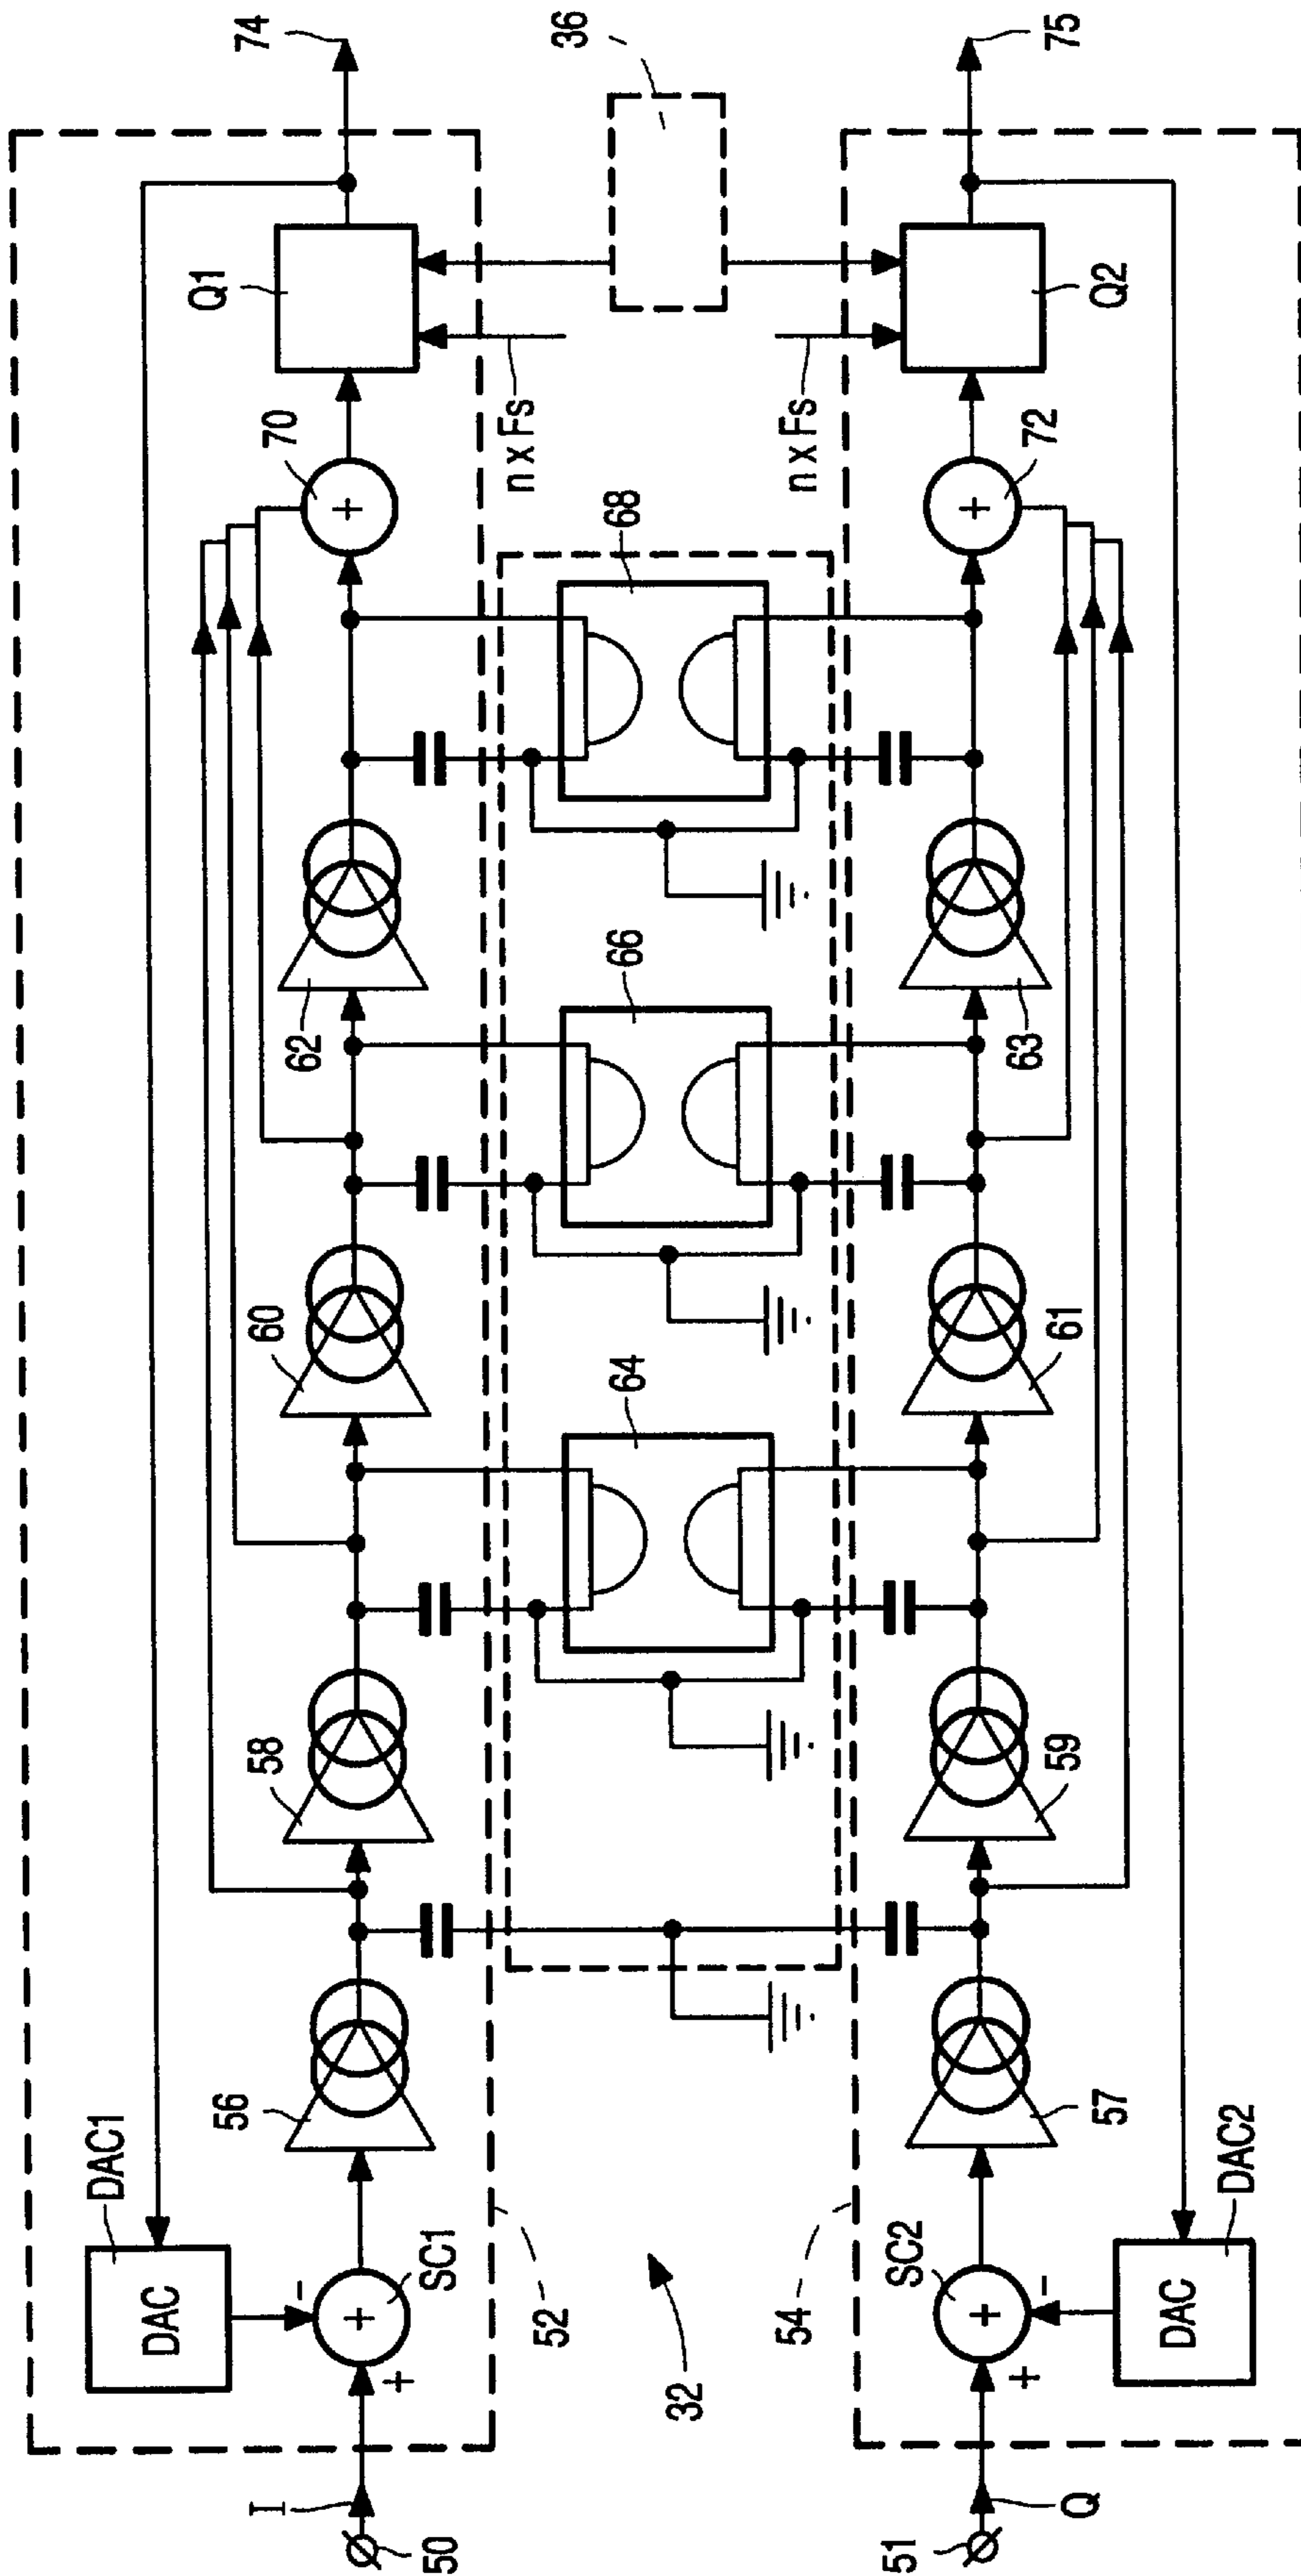 74
36
75
Q1
Q2
n x Fs
n x Fs
70
+
72
+
68
62
63
66
60
61
64
58
59
56
57
DAC1
DAC
-
+
+
SC1
52
32
54
SC2
+
-
+
DAC
DAC2
I
50
51
Q